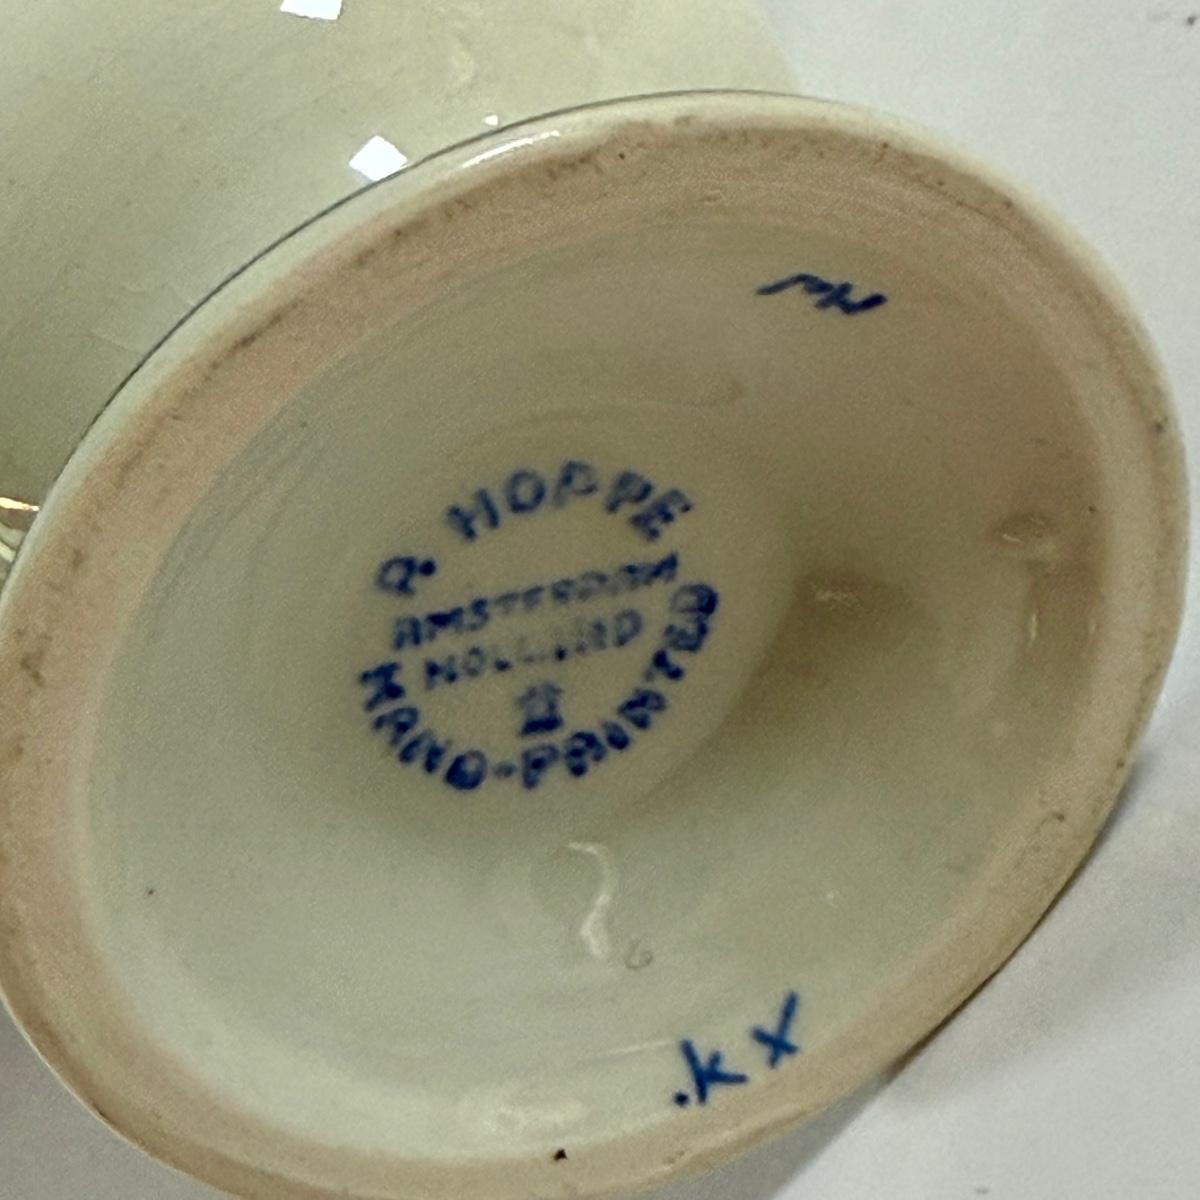 G. HOPPE
AMSTERDAM
HOLLAND
HAND-PAINTED
.k X